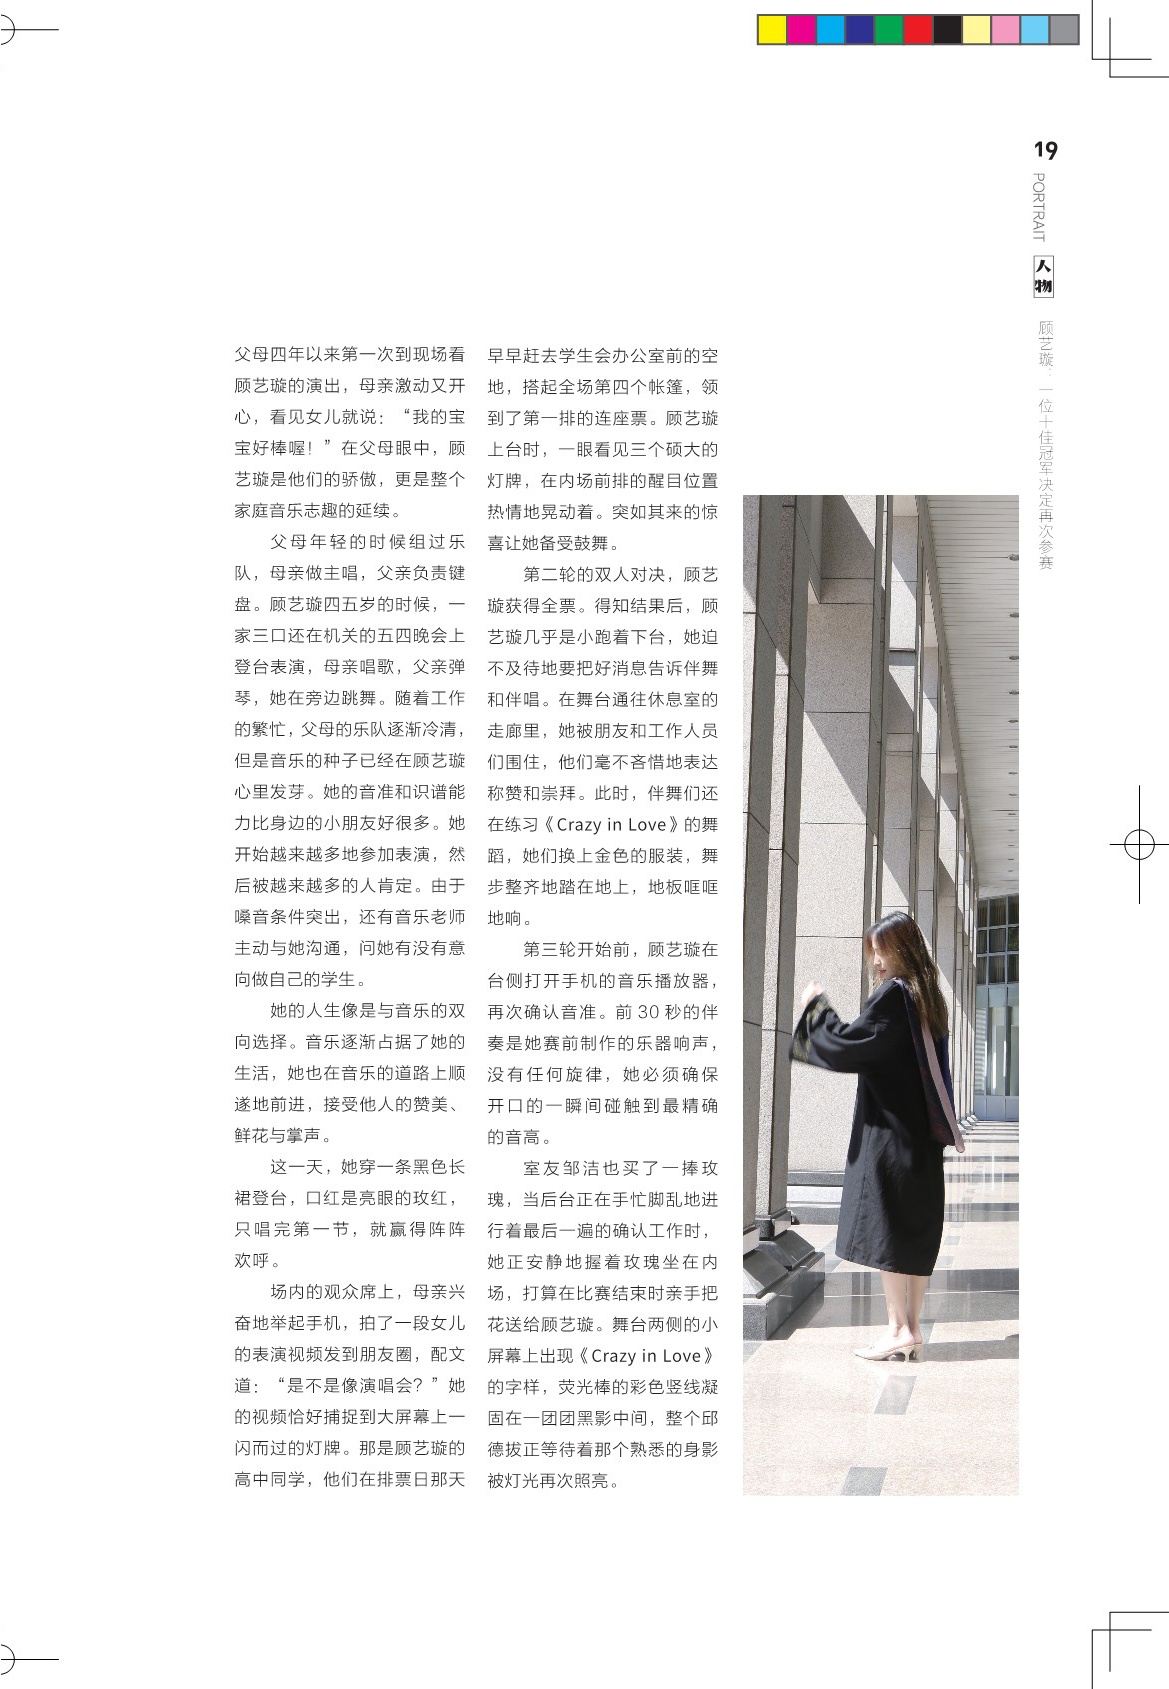 19
PORTRAIT
人物
顾艺璇：一位十佳冠军决定再次参赛
父母四年以来第一次到现场看
顾艺璇的演出，母亲激动又开
心，看见女儿就说：“我的宝
宝好棒喔！”在父母眼中，顾
艺璇是他们的骄傲，更是整个
家庭音乐志趣的延续。
父母年轻的时候组过乐
队，母亲做主唱，父亲负责键
盘。顾艺璇四五岁的时候，一
家三口还在机关的五四晚会上
登台表演，母亲唱歌，父亲弹
琴，她在旁边跳舞。随着工作
的繁忙，父母的乐队逐渐冷清，
但是音乐的种子已经在顾艺璇
心里发芽。她的音准和识谱能
力比身边的小朋友好很多。她
开始越来越多地参加表演，然
后被越来越多的人肯定。由于
嗓音条件突出，还有音乐老师
主动与她沟通，问她有没有意
向做自己的学生。
她的人生像是与音乐的双
向选择。音乐逐渐占据了她的
生活，她也在音乐的道路上顺
遂地前进，接受他人的赞美、
鲜花与掌声。
这一天，她穿一条黑色长
裙登台，口红是亮眼的玫红，
只唱完第一节，就赢得阵阵
欢呼。
场内的观众席上，母亲兴
奋地举起手机，拍了一段女儿
的表演视频发到朋友圈，配文
道：“是不是像演唱会？”她
的视频恰好捕捉到大屏幕上一
闪而过的灯牌。那是顾艺璇的
高中同学，他们在排票日那天
早早赶去学生会办公室前的空
地，搭起全场第四个帐篷，领
到了第一排的连座票。顾艺璇
上台时，一眼看见三个硕大的
灯牌，在内场前排的醒目位置
热情地晃动着。突如其来的惊
喜让她备受鼓舞。
第二轮的双人对决，顾艺
璇获得全票。得知结果后，顾
艺璇几乎是小跑着下台，她迫
不及待地要把好消息告诉伴舞
和伴唱。在舞台通往休息室的
走廊里，她被朋友和工作人员
们围住，他们毫不吝惜地表达
称赞和崇拜。此时，伴舞们还
在练习《Crazy in Love》的舞
蹈，她们换上金色的服装，舞
步整齐地踏在地上，地板哐哐
地响。
第三轮开始前，顾艺璇在
台侧打开手机的音乐播放器，
再次确认音准。前 30 秒的伴
奏是她赛前制作的乐器响声，
没有任何旋律，她必须确保
开口的一瞬间碰触到最精确
的音高。
室友邹洁也买了一捧玫
瑰，当后台正在手忙脚乱地进
行着最后一遍的确认工作时，
她正安静地握着玫瑰坐在内
场，打算在比赛结束时亲手把
花送给顾艺璇。舞台两侧的小
屏幕上出现《Crazy in Love》
的字样，荧光棒的彩色竖线凝
固在一团团黑影中间，整个邱
德拔正等待着那个熟悉的身影
被灯光再次照亮。